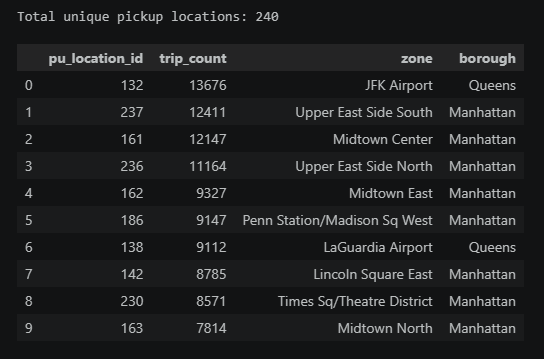 Total unique pickup locations: 240
pu_location_id trip_count zone borough
0 132 13676 JFK Airport Queens
1 237 12411 Upper East Side South Manhattan
2 161 12147 Midtown Center Manhattan
3 236 11164 Upper East Side North Manhattan
4 162 9327 Midtown East Manhattan
5 186 9147 Penn Station/Madison Sq West Manhattan
6 138 9112 LaGuardia Airport Queens
7 142 8785 Lincoln Square East Manhattan
8 230 8571 Times Sq/Theatre District Manhattan
9 163 7814 Midtown North Manhattan